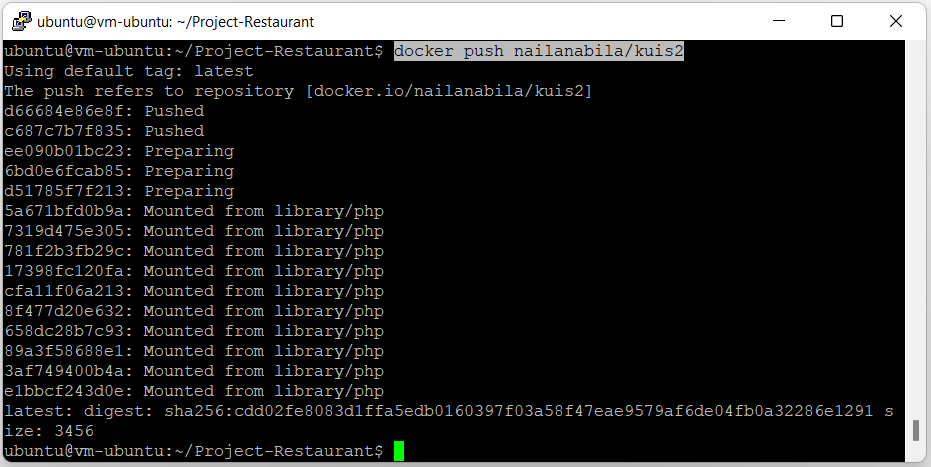 ubuntu@vm-ubuntu: ~/Project-Restaurant
ubuntu@vm-ubuntu:~/Project-Restaurant$ docker push nailanabila/kuis2
Using default tag: latest
The push refers to repository [docker.io/nailanabila/kuis2]
d66684e86e8f: Pushed
c687c7b7f835: Pushed
ee090b01bc23: Preparing
6bd0e6fcab85: Preparing
d51785f7f213: Preparing
5a671bfd0b9a: Mounted from library/php
7319d475e305: Mounted from library/php
781f2b3fb29c: Mounted from library/php
17398fc120fa: Mounted from library/php
cfa11f06a213: Mounted from library/php
8f477d20e632: Mounted from library/php
658dc28b7c93: Mounted from library/php
89a3f58688e1: Mounted from library/php
3af749400b4a: Mounted from library/php
e1bbcf243d0e: Mounted from library/php
latest: digest: sha256:cdd02fe8083d1ffa5edb0160397f03a58f47eae9579af6de04fb0a32286e1291 s
ize: 3456
ubuntu@vm-ubuntu:~/Project-Restaurant$